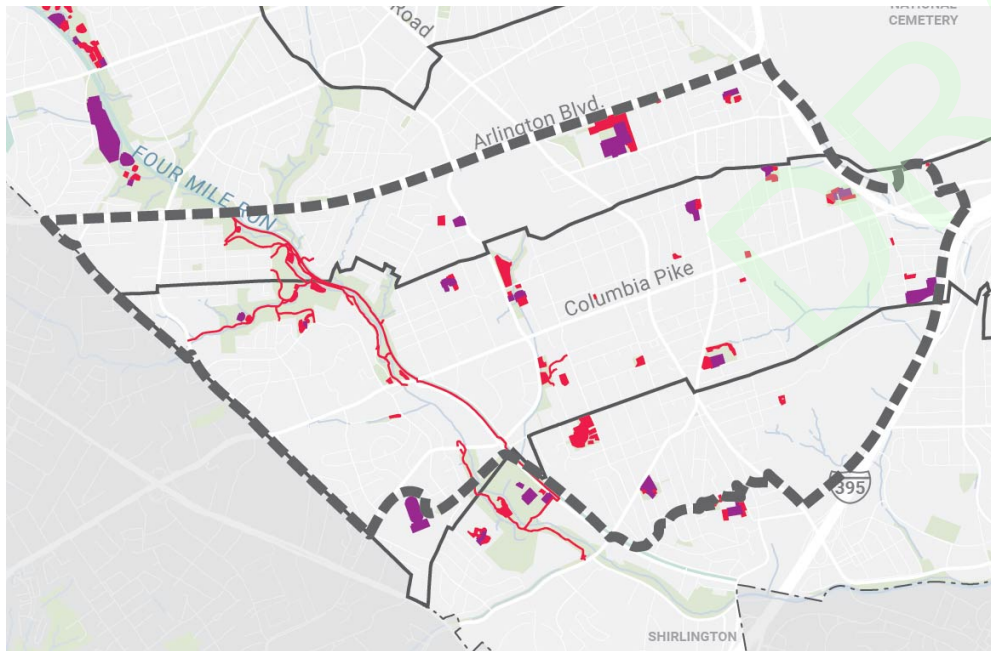 Road
NATIONAL
CEMETERY
Arlington Blvd.
FOUR MILE RUN
Columbia Pike
395
SHIRLINGTON